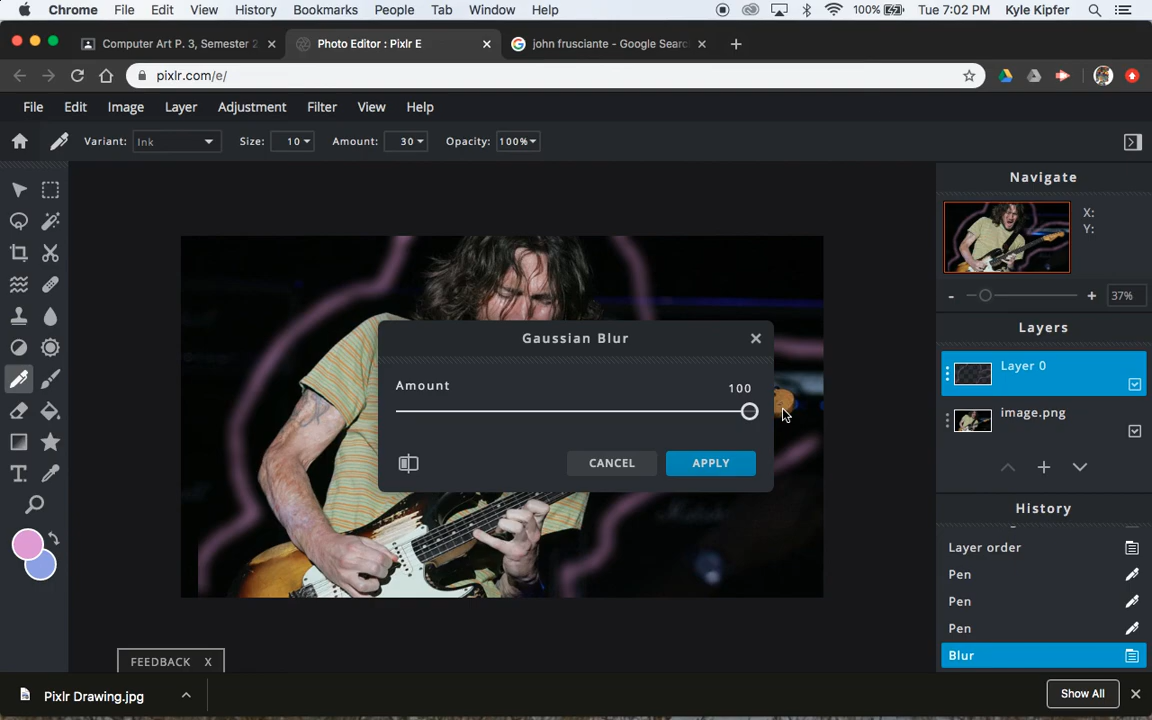 Chrome File Edit View History Bookmarks People Tab Window Help 100% Tue 7:02 PM Kyle Kipfer
Computer Art P. 3, Semester 2 Photo Editor : Pixlr E john frusciante - Google Searc
pixlr.com/e/
File Edit Image Layer Adjustment Filter View Help
Variant: Ink Size: 10 Amount: 30 Opacity: 100%
Navigate
X:
Y:
37%
Layers
Gaussian Blur
Layer 0
Amount 100
image.png
CANCEL APPLY
History
Layer order
Pen
Pen
Pen
Blur
FEEDBACK X
Pixlr Drawing.jpg Show All